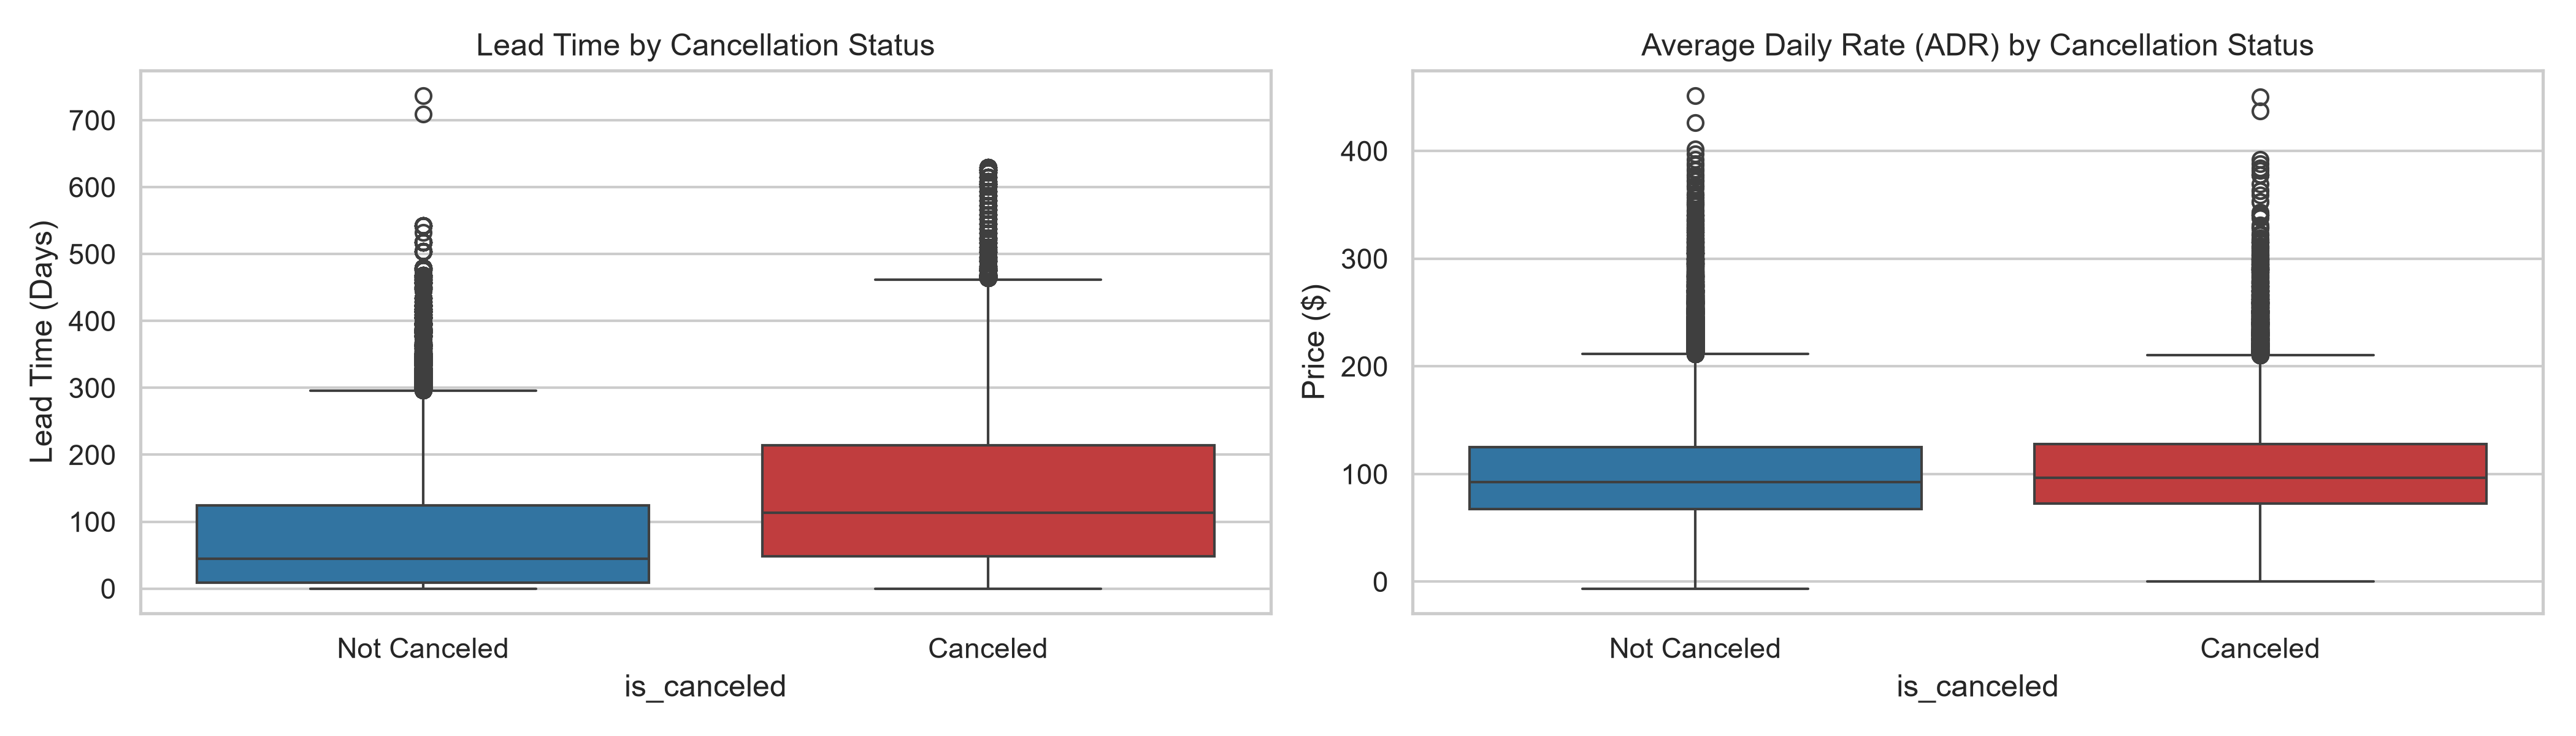 Lead Time by Cancellation Status
Lead Time (Days)
700
600
500
400
300
200
100
0
Not Canceled
Canceled
is_canceled
Average Daily Rate (ADR) by Cancellation Status
Price ($)
400
300
200
100
0
Not Canceled
Canceled
is_canceled